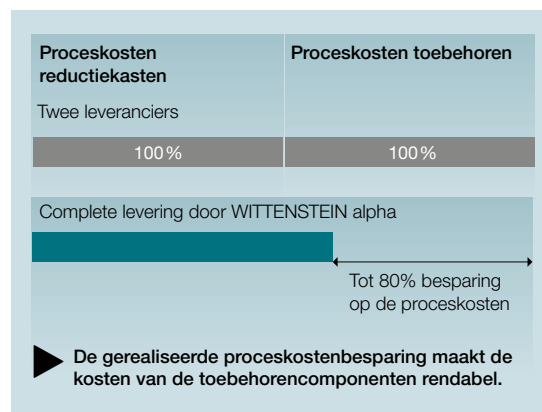 Proceskosten
reductiekasten
Proceskosten toebehoren
Twee leveranciers
100 %
100 %
Complete levering door WITTENSTEIN alpha
Tot 80% besparing
op de proceskosten
De gerealiseerde proceskostenbesparing maakt de
kosten van de toebehorencomponenten rendabel.